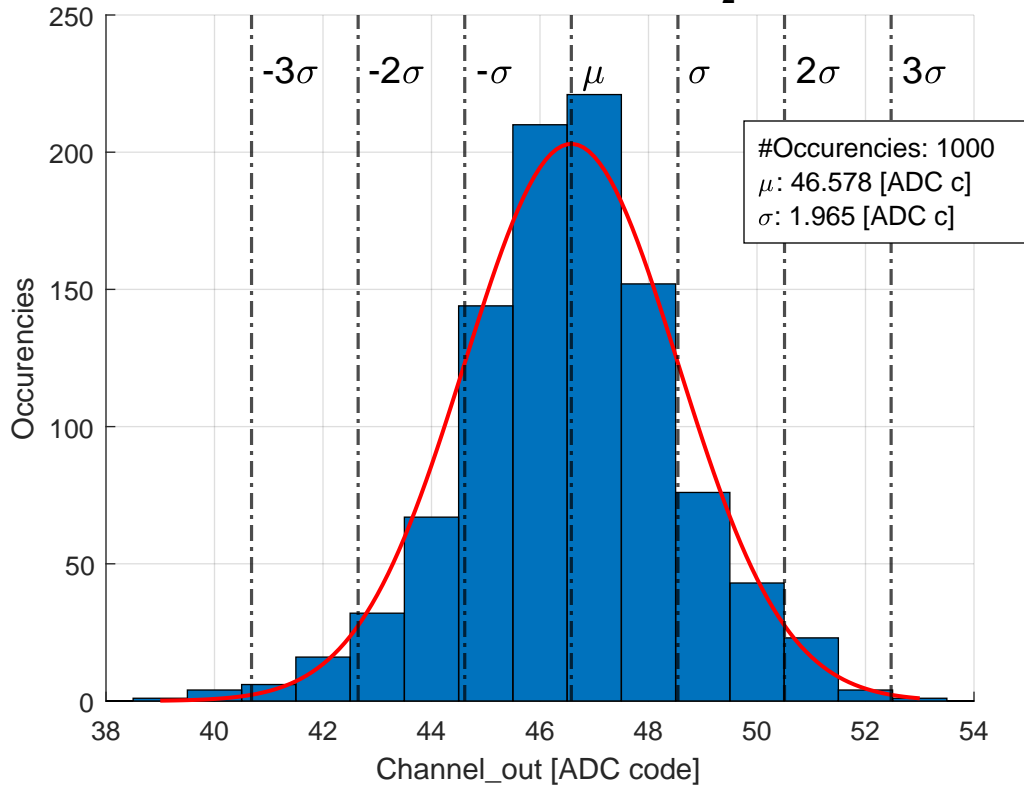 2
250
200
150
100
50
0
-3σ
-2σ
-σ
μ
σ
2σ
3σ
#Occurencies: 1000
μ: 46.578 [ADC c]
σ: 1.965 [ADC c]
Occurencies
38 40 42 44 46 48 50 52 54
Channel_out [ADC code]